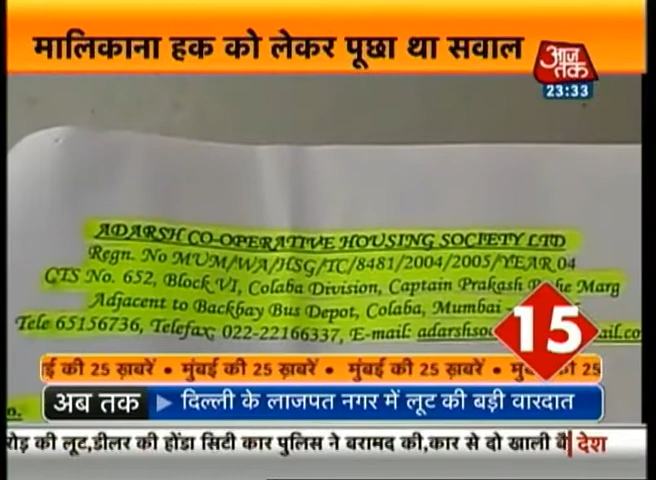 मालिकाना हक को लेकर पूछा था सवाल
आज तक
23:33
ADARSH CO-OPERATIVE HOUSING SOCIETY LTD
Regn. No MUM/WA/HSG/TC/8481/2004/2005/YEAR 04
CTS No. 652, Block VI, Colaba Division, Captain Prakash Marg
Adjacent to Backbay Bus Depot, Colaba, Mumbai -
Tele 65156736, Telefax; 022-22166337, E-mail:
15
की 25 ख़बरें • मुंबई की 25 ख़बरें • मुंबई की 25 ख़बरें • 25
अब तक
दिल्ली के लाजपत नगर में लूट की बड़ी वारदात
की लूट,डीलर की होंडा सिटी कार पुलिस ने बरामद की,कार से दो खाली
देश